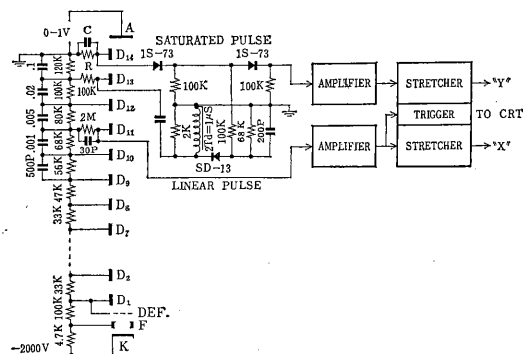 C
A
0-1V
1S-73
SATURATED PULSE
1S-73
D14
.1
120K
R
D13
100K
100K
.02
100K
AMPLIFIER
STRETCHER
"Y"
D12
.005
80K
2M
D11
TRIGGER
TO CRT
.001
68K
30P
2K
2Td=1μS
100K
68K
200P
D10
AMPLIFIER
STRETCHER
"X"
500P
56K
SD-13
D9
LINEAR PULSE
47K
D8
33K
D7
D2
33K
D1
100K
DEF.
F
4.7K
-2000V
K